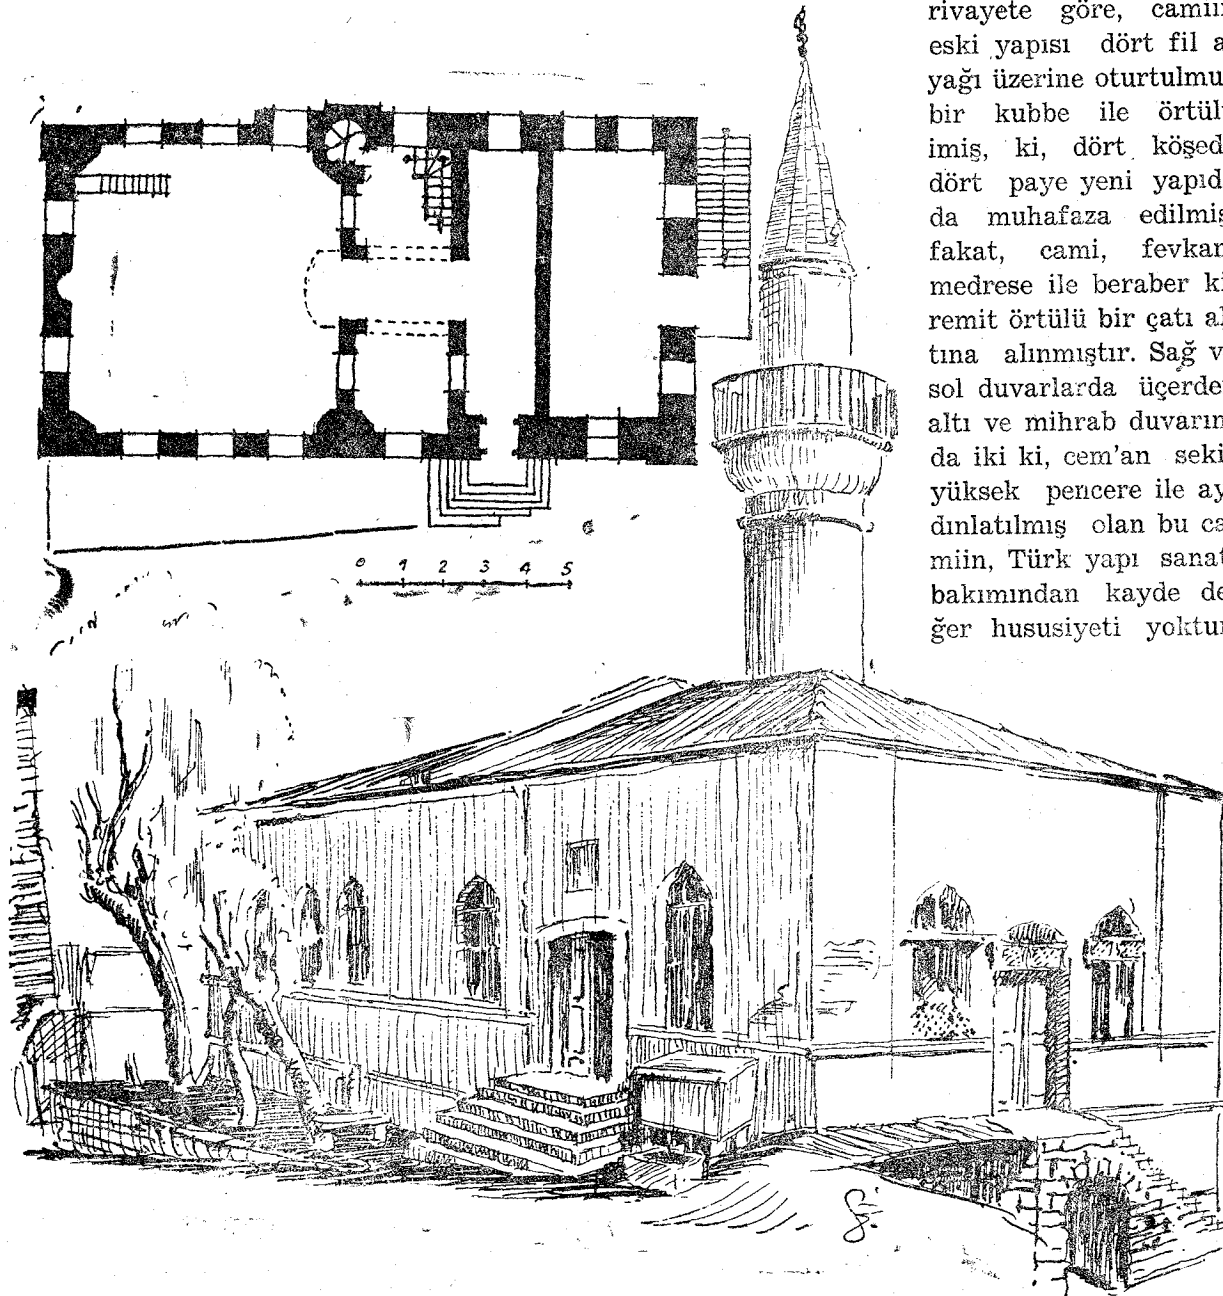 rivayete göre, camiin
eski yapısı dört fil a
yağı üzerine oturtulmu
bir kubbe ile örtül
imiş, ki, dört köşed
dört paye yeni yapıd
da muhafaza edilmiş
fakat, cami, fevkan
medrese ile beraber ki
remit örtülü bir çatı al
tına alınmıştır. Sağ v
sol duvarlarda üçerde
altı ve mihrab duvarın
da iki ki, cem'an seki
yüksek pencere ile ay
dınlatılmış olan bu ca
miin, Türk yapı sanat
bakımından kayde de
ğer hususiyeti yoktur
0 1 2 3 4 5